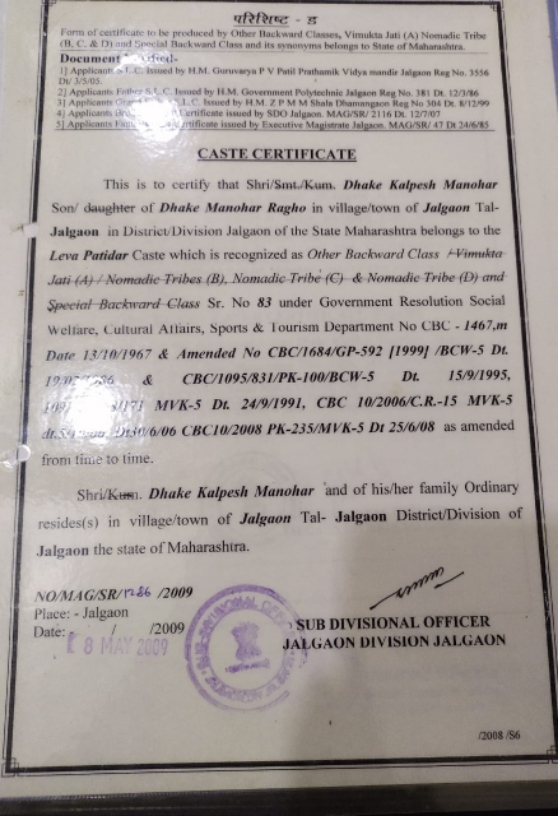 परिशिष्ट - ड
Form of certificate to be produced by Other Backward Classes, Vimukta Jati (A) Nomadic Tribe
(B, C, & D) and Special Backward Class and its synonyms belongs to State of Maharashtra.
Document
1] Applicants S.L.C. Issued by H.M. Guruvarya P V Patil Prathamik Vidya mandir Jalgaon Reg No. 3556
Dt/ 3/5/05.
2] Applicants Father S.L.C. Issued by H.M. Government Polytechnic Jalgaon Reg No. 381 Dt. 12/3/86
3] Applicants L.C. Issued by H.M. Z P M M Shala Dhamangaon Reg No 304 Dt. 8/12/99
4] Applicants Certificate issued by SDO Jalgaon. MAG/SR/ 2116 Dt. 12/7/07
5] Applicants Certificate issued by Executive Magistrate Jalgaon. MAG/SR/ 47 Dt 24/6/85
CASTE CERTIFICATE
This is to certify that Shri/Smt./Kum. Dhake Kalpesh Manohar
Son/ daughter of Dhake Manohar Ragho in village/town of Jalgaon Tal-
Jalgaon in District/Division Jalgaon of the State Maharashtra belongs to the
Leva Patidar Caste which is recognized as Other Backward Class / Vimukta
Jati (A) / Nomadic Tribes (B), Nomadic Tribe (C) & Nomadic Tribe (D) and
Special Backward Class Sr. No 83 under Government Resolution Social
Welfare, Cultural Affairs, Sports & Tourism Department No CBC - 1467,m
Date 13/10/1967 & Amended No CBC/1684/GP-592 [1999] /BCW-5 Dt.
& CBC/1095/831/PK-100/BCW-5 Dt. 15/9/1995,
MVK-5 Dt. 24/9/1991, CBC 10/2006/C.R.-15 MVK-5
Dt30/6/06 CBC10/2008 PK-235/MVK-5 Dt 25/6/08 as amended
from time to time.
Shri/Kum. Dhake Kalpesh Manohar and of his/her family Ordinary
resides(s) in village/town of Jalgaon Tal- Jalgaon District/Division of
Jalgaon the state of Maharashtra.
NO/MAG/SR/1286 /2009
Place: - Jalgaon
Date: / /2009
8 MAY 2009
SUB DIVISIONAL OFFICER
JALGAON DIVISION JALGAON
/2008 /S6